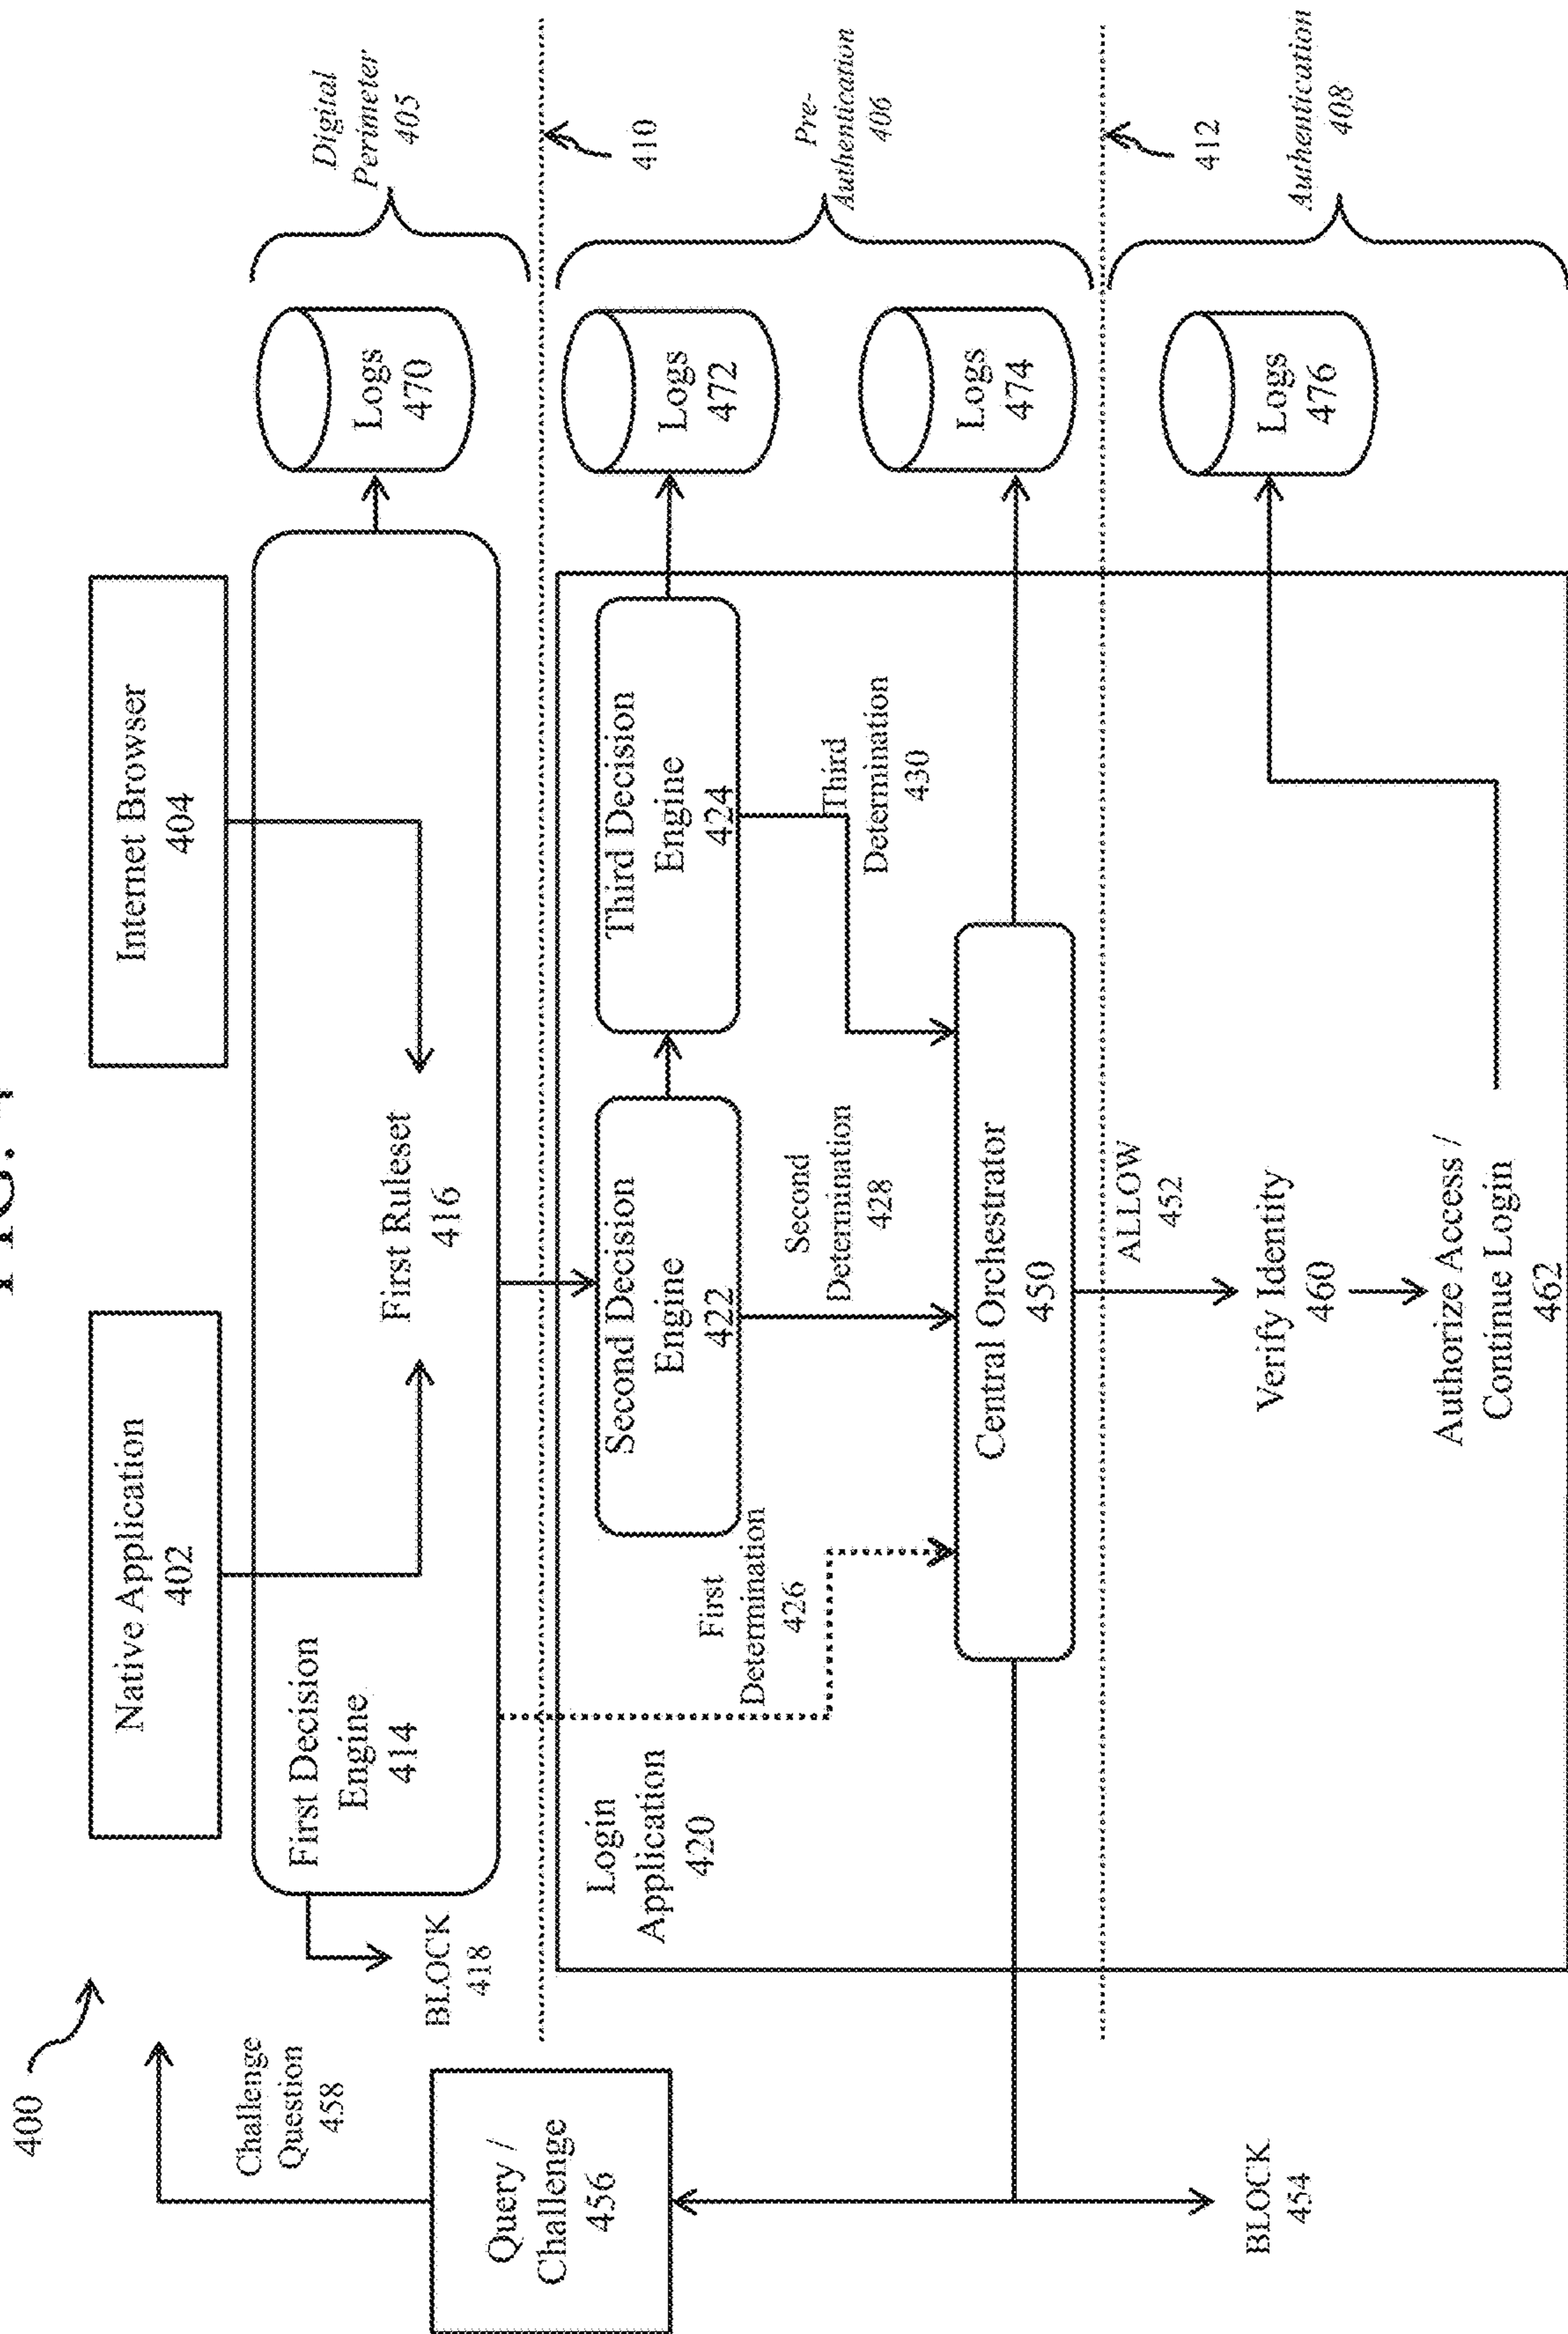 FIG. 4
400
Native Application
402
Internet Browser
404
Challenge
Question
458
Query /
Challenge
456
BLOCK
418
First Decision
Engine
414
First Ruleset
416
Logs
470
Digital
Perimeter
405
410
Login
Application
420
Second Decision
Engine
422
Third Decision
Engine
424
Logs
472
First
Determination
426
Second
Determination
428
Third
Determination
430
Pre-
Authentication
406
Central Orchestrator
450
Logs
474
412
BLOCK
454
ALLOW
452
Verify Identity
460
Authorize Access /
Continue Login
462
Logs
476
Authentication
408